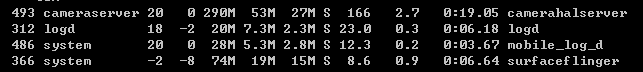 493 cameraserver 20 0 290M 53M 27M S 166 2.7 0:19.05 camerahalserver
312 logd 18 -2 20M 7.3M 2.3M S 23.0 0.3 0:06.18 logd
486 system 20 0 28M 5.3M 2.8M S 12.3 0.2 0:03.67 mobile_log_d
366 system -2 -8 74M 19M 15M S 8.6 0.9 0:06.64 surfaceflinger